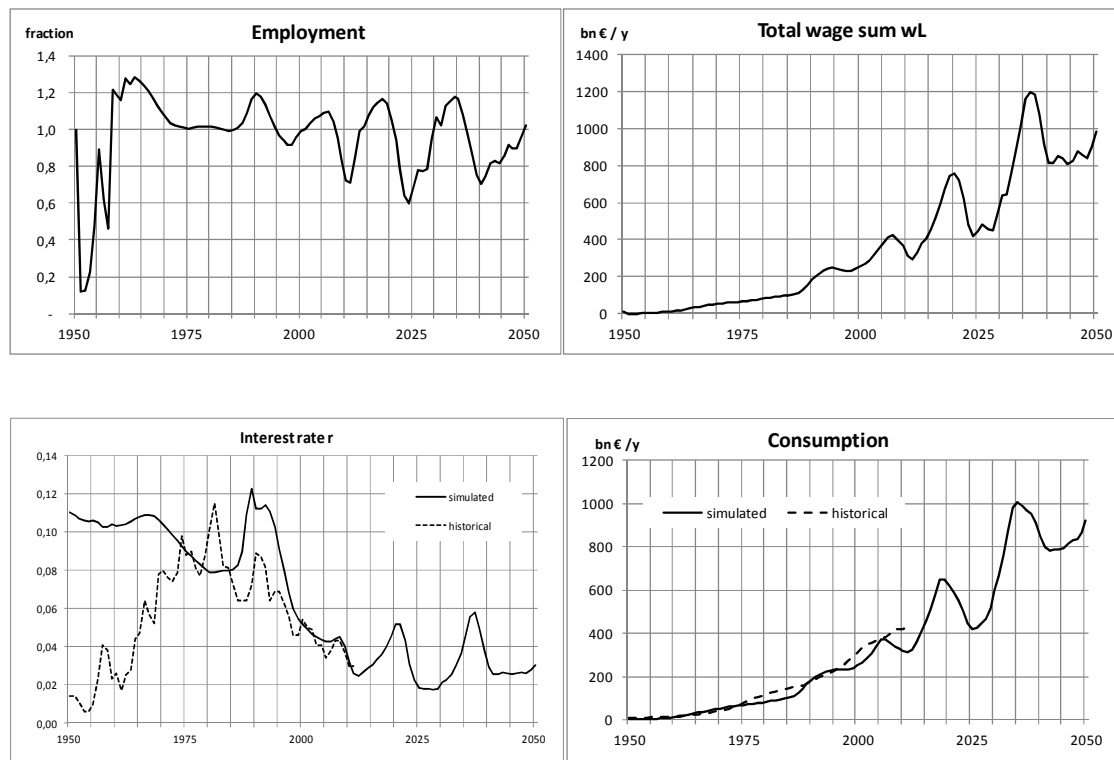 Employment
fraction
1,4
1,2
1,0
0,8
0,6
0,4
0,2
-
1950 1975 2000 2025 2050
Total wage sum wL
bn € / y
1400
1200
1000
800
600
400
200
0
1950 1975 2000 2025 2050
Interest rate r
0,14
0,12
0,10
0,08
0,06
0,04
0,02
0,00
simulated
historical
1950 1975 2000 2025 2050
Consumption
bn € /y
1200
1000
800
600
400
200
0
simulated historical
1950 1975 2000 2025 2050